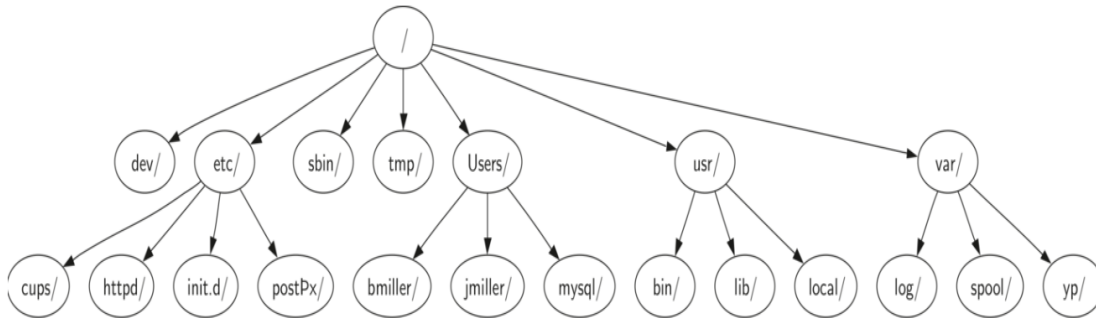 /
dev/ etc/ sbin/ tmp/ Users/ usr/ var/
cups/ httpd/ init.d/ postÞx/ bmiller/ jmiller/ mysql/ bin/ lib/ local/ log/ spool/ yp/